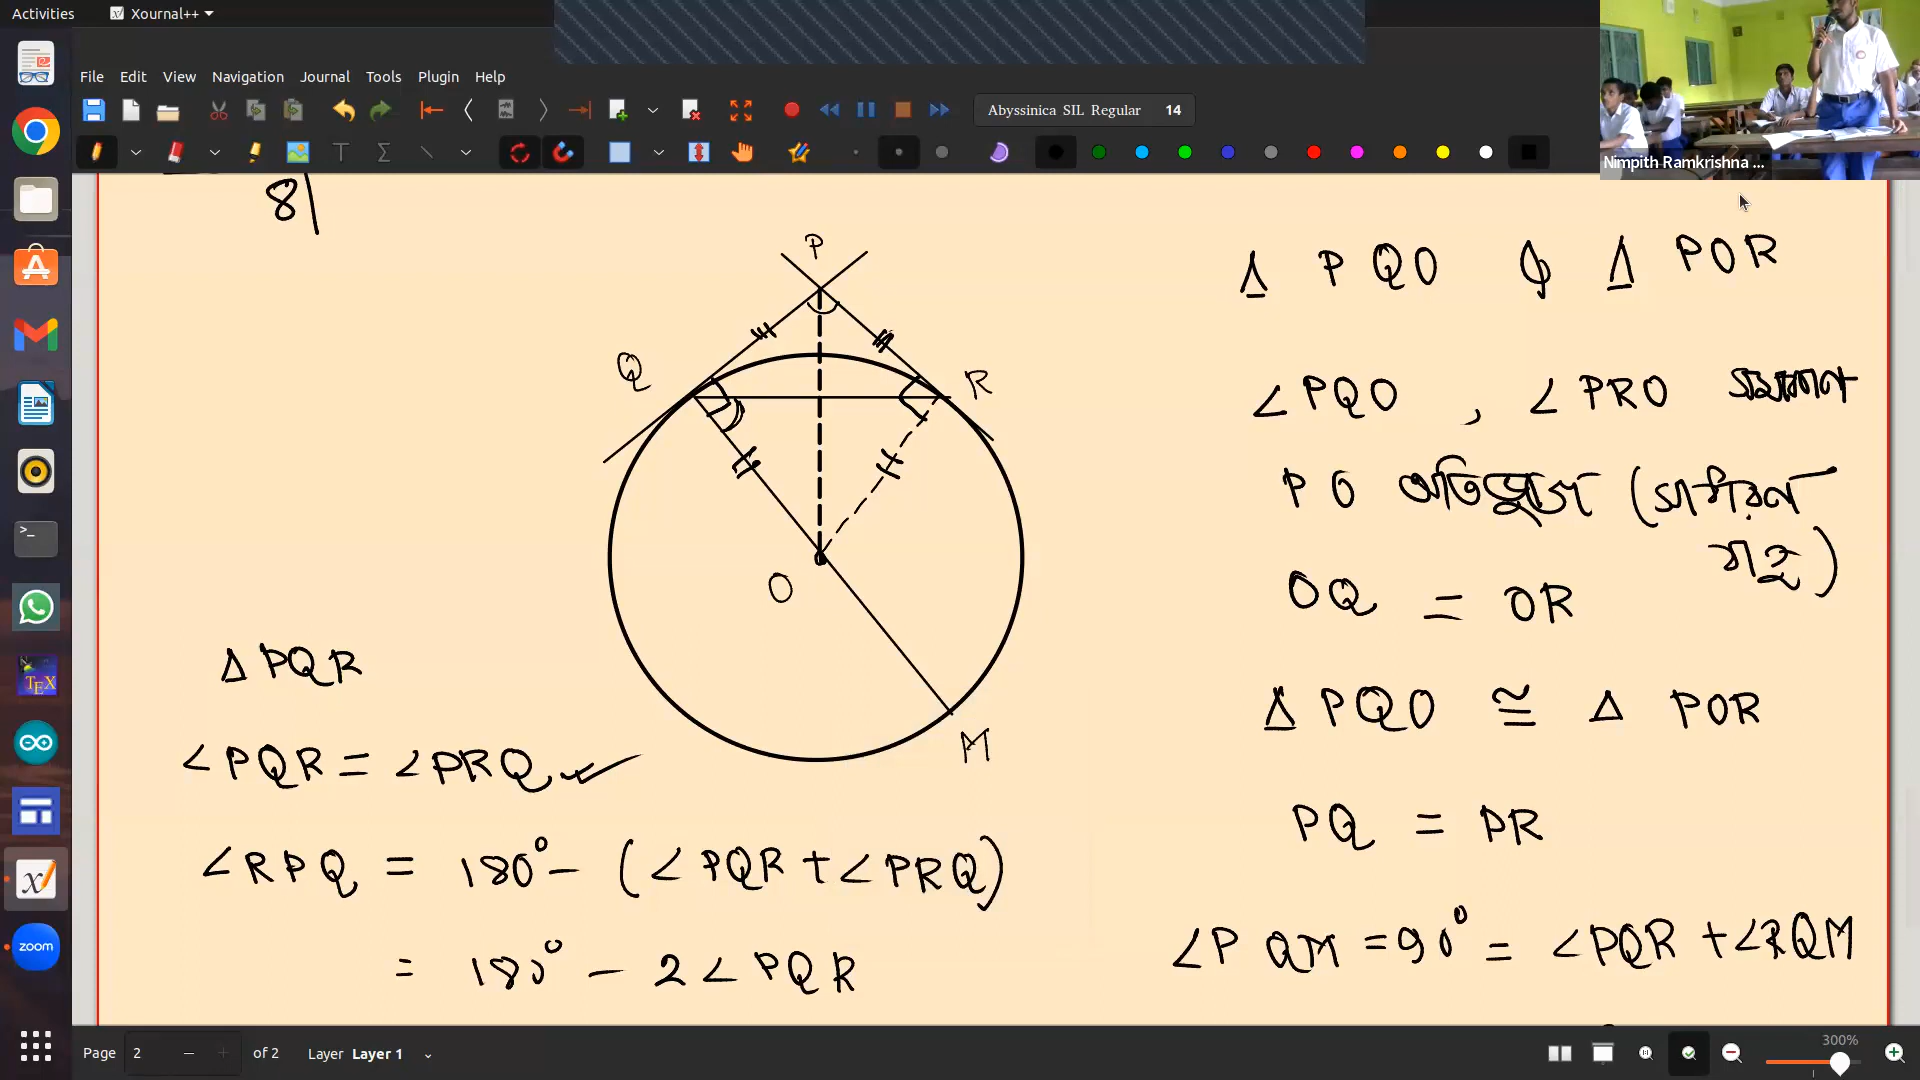 Activities
Xournal++
File Edit View Navigation Journal Tools Plugin Help
Abyssinica SIL Regular 14
Nimpith Ramkrishna ...
8|
P
Q
R
O
M
Δ PQO ও Δ POR
∠PQO , ∠PRO সমকোণ
PO অতিভুজ (সাধারণ
বাহু)
OQ = OR
Δ PQO ≅ Δ POR
PQ = PR
∠PQM = 90° = ∠PQR + ∠RQM
Δ PQR
∠PQR = ∠PRQ ✓
∠RPQ = 180° - (∠PQR + ∠PRQ)
= 180° - 2∠PQR
TEX
zoom
Page 2 of 2 Layer Layer 1
300%